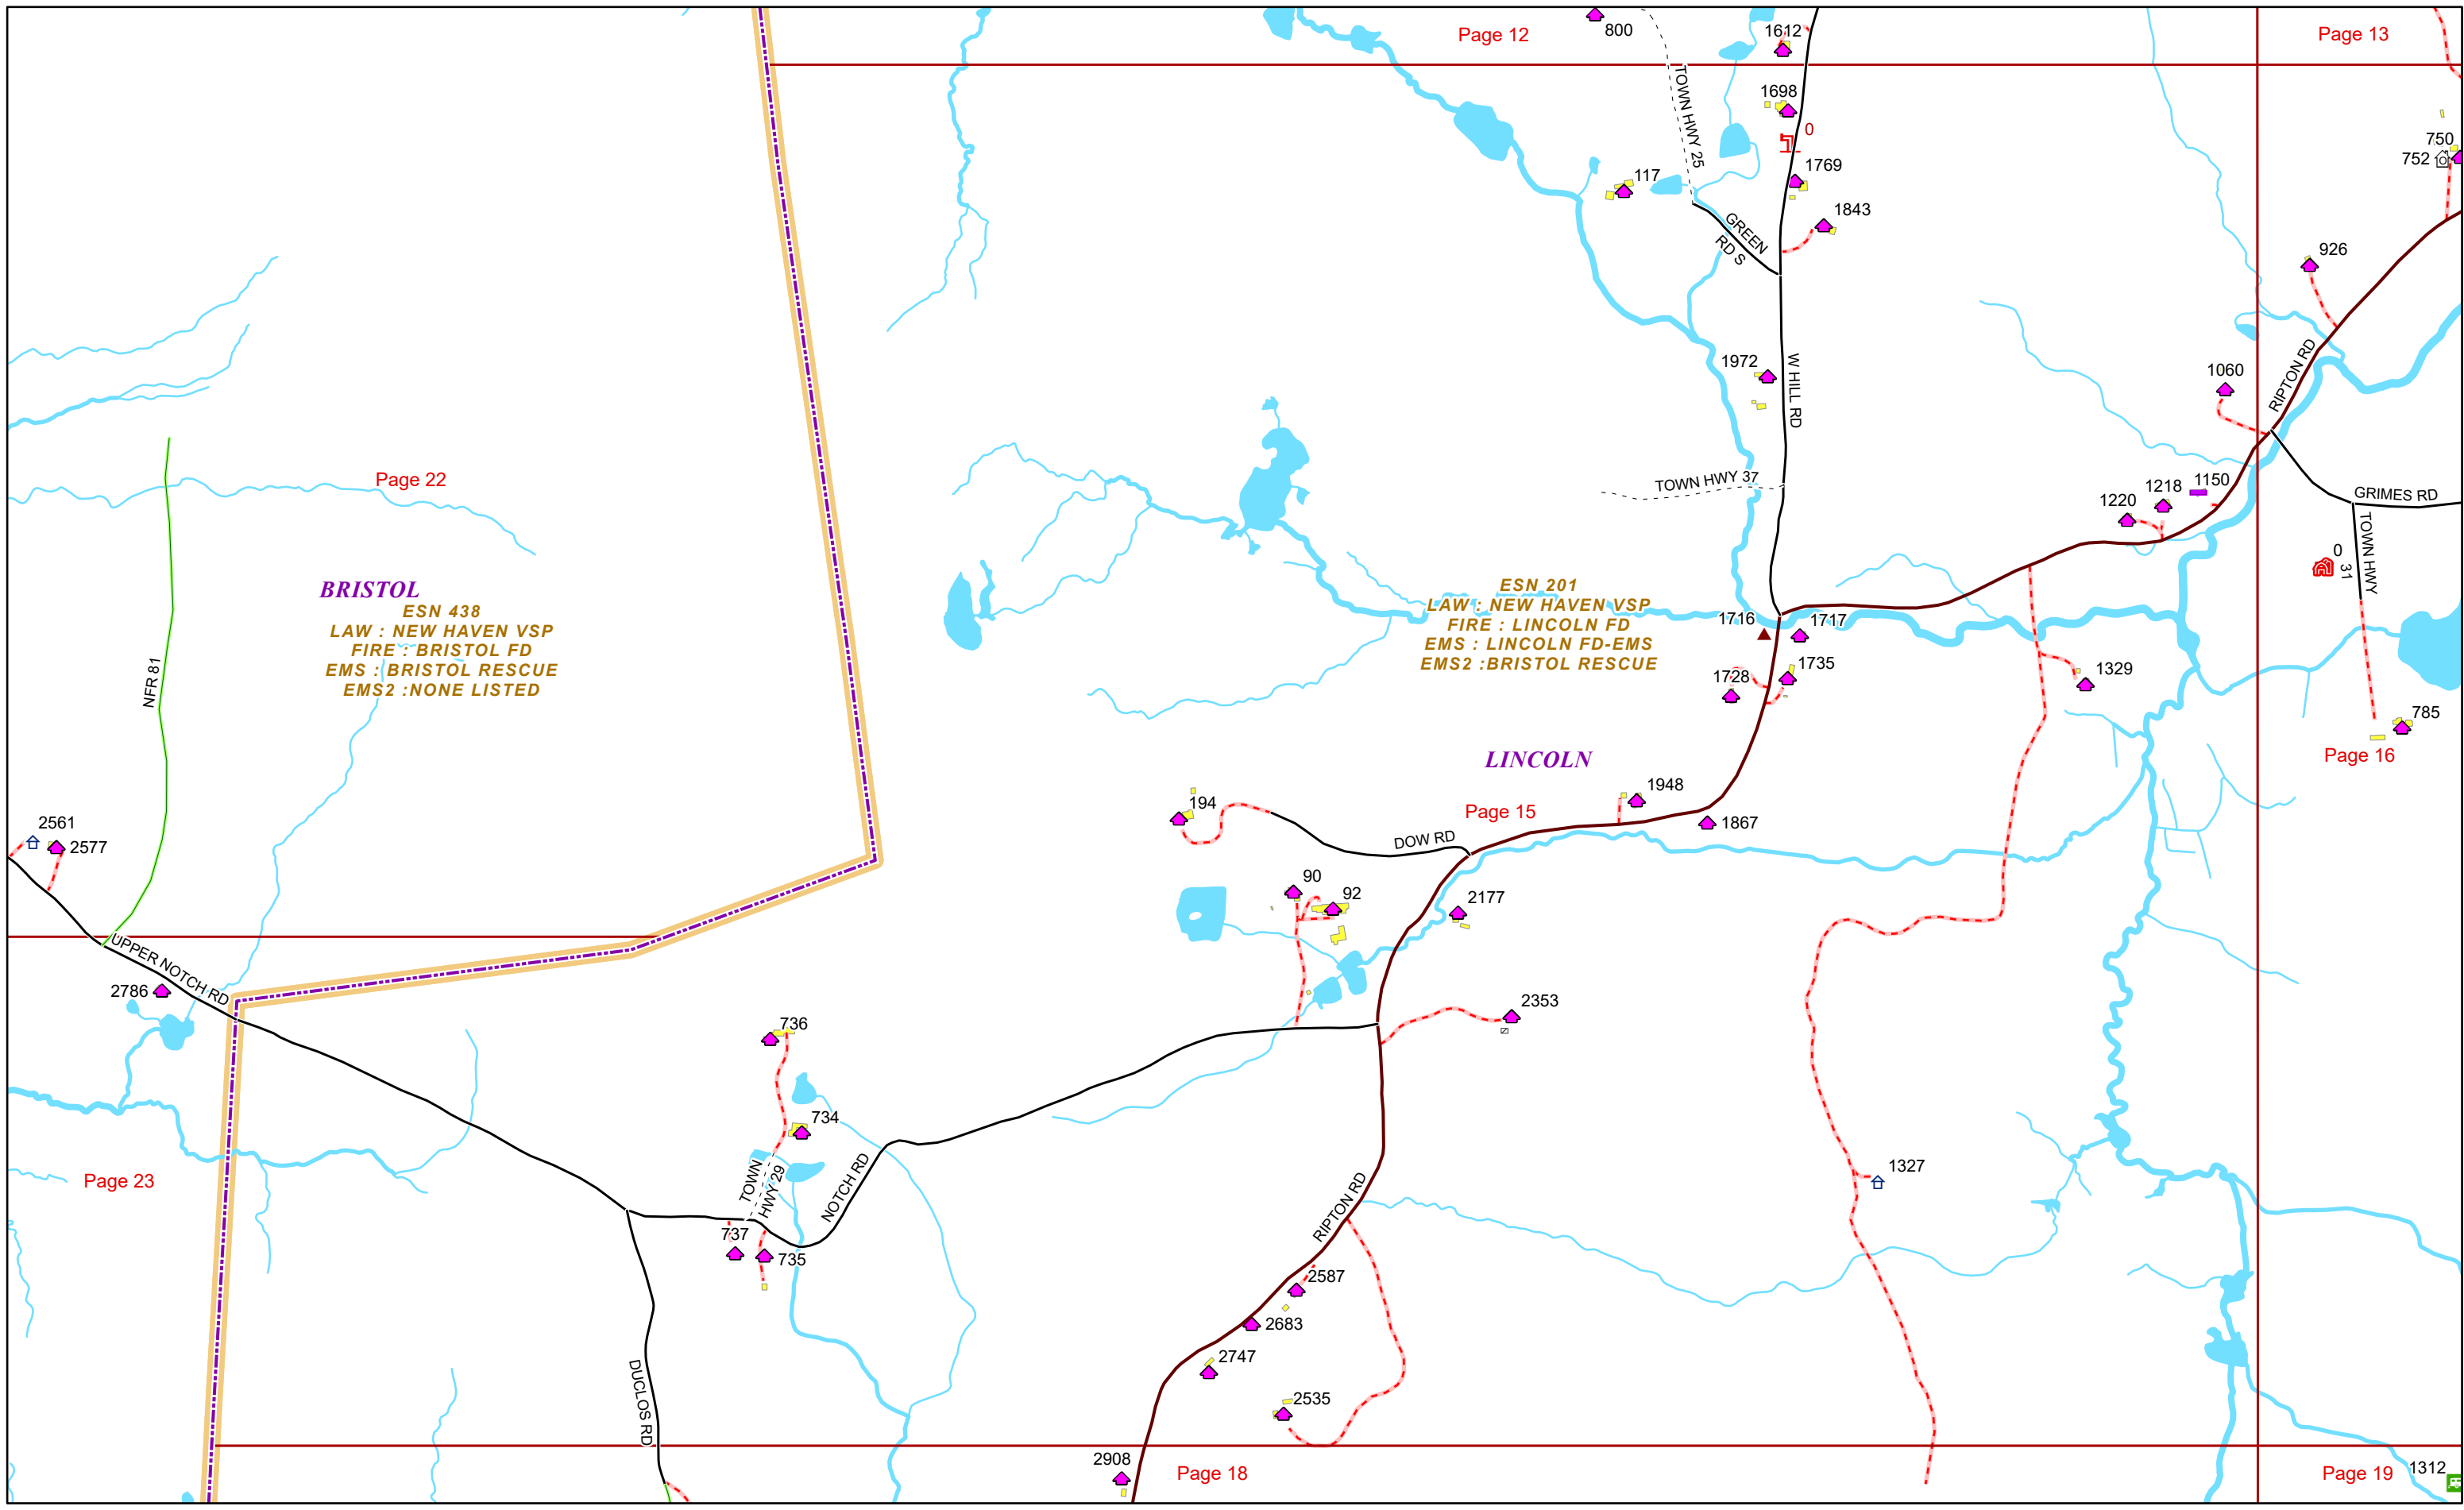 Page 12
800
1612
Page 13
1698
0
TOWN HWY 25
750
752
117
1769
1843
GREEN
RD S
926
1972
W HILL RD
1060
RIPTON RD
Page 22
TOWN HWY 37
1220
1218
1150
GRIMES RD
TOWN HWY
31
0
BRISTOL
ESN 438
LAW : NEW HAVEN VSP
FIRE : BRISTOL FD
EMS : BRISTOL RESCUE
EMS2 :NONE LISTED
NFR 81
ESN 201
LAW : NEW HAVEN VSP
FIRE : LINCOLN FD
EMS : LINCOLN FD-EMS
EMS2 :BRISTOL RESCUE
1716
1717
1728
1735
1329
785
LINCOLN
Page 16
194
1948
Page 15
1867
DOW RD
2561
2577
90
92
2177
UPPER NOTCH RD
2786
736
2353
734
Page 23
TOWN
HWY 29
NOTCH RD
1327
737
735
RIPTON RD
2587
2683
2747
DUCLOS RD
2535
2908
Page 18
Page 19
1312